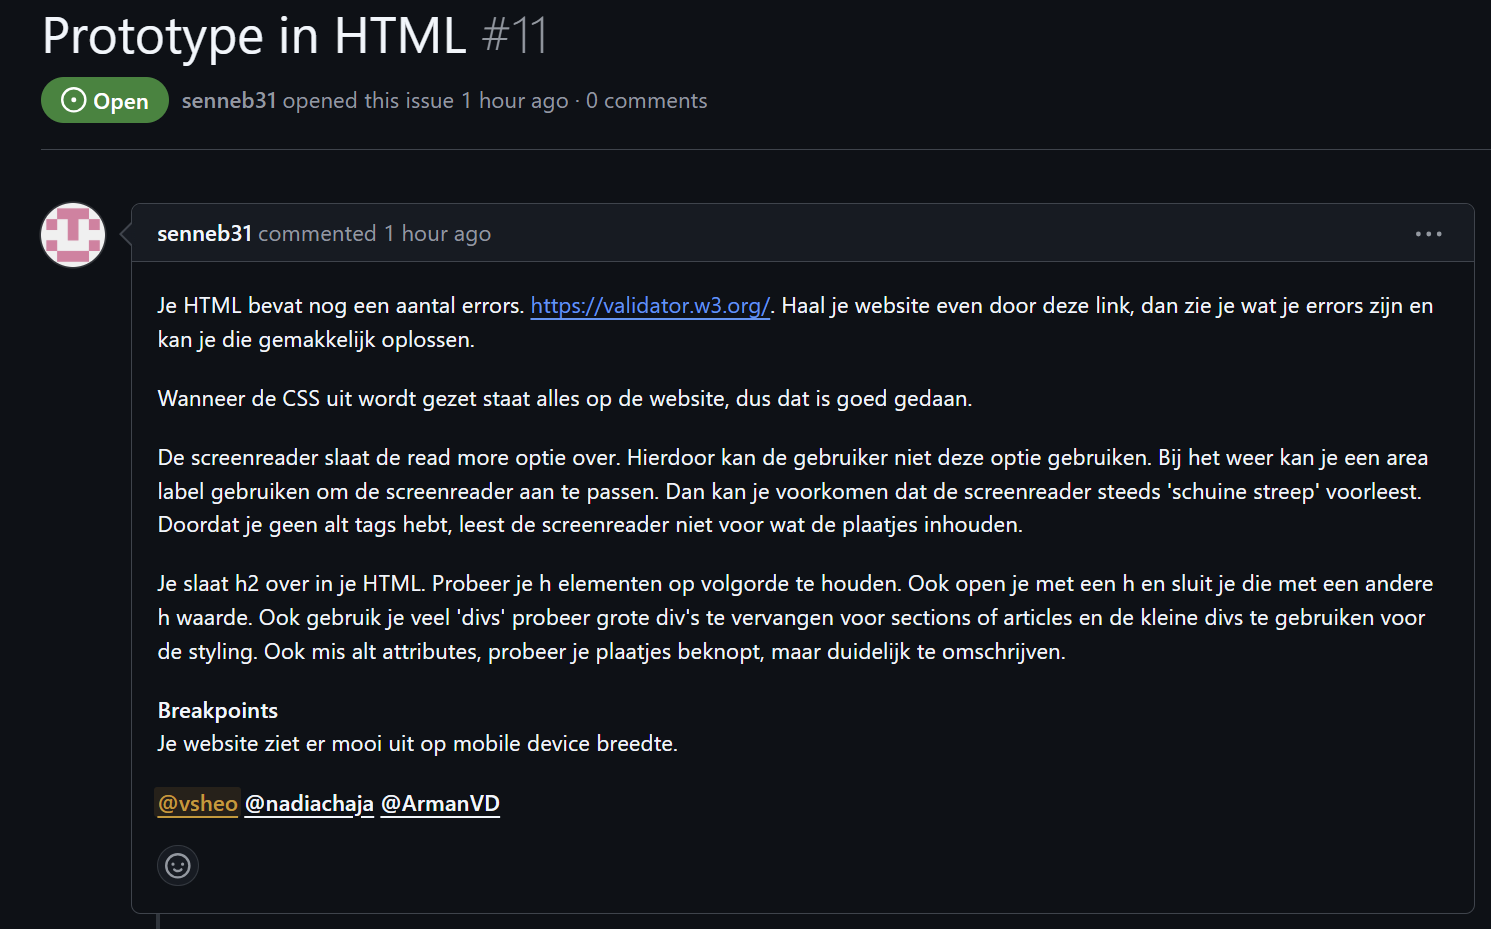 Prototype in HTML #11
Open senneb31 opened this issue 1 hour ago · 0 comments
senneb31 commented 1 hour ago
Je HTML bevat nog een aantal errors. https://validator.w3.org/. Haal je website even door deze link, dan zie je wat je errors zijn en
kan je die gemakkelijk oplossen.
Wanneer de CSS uit wordt gezet staat alles op de website, dus dat is goed gedaan.
De screenreader slaat de read more optie over. Hierdoor kan de gebruiker niet deze optie gebruiken. Bij het weer kan je een area
label gebruiken om de screenreader aan te passen. Dan kan je voorkomen dat de screenreader steeds 'schuine streep' voorleest.
Doordat je geen alt tags hebt, leest de screenreader niet voor wat de plaatjes inhouden.
Je slaat h2 over in je HTML. Probeer je h elementen op volgorde te houden. Ook open je met een h en sluit je die met een andere
h waarde. Ook gebruik je veel 'divs' probeer grote div's te vervangen voor sections of articles en de kleine divs te gebruiken voor
de styling. Ook mis alt attributes, probeer je plaatjes beknopt, maar duidelijk te omschrijven.
Breakpoints
Je website ziet er mooi uit op mobile device breedte.
@vsheo @nadiachaja @ArmanVD